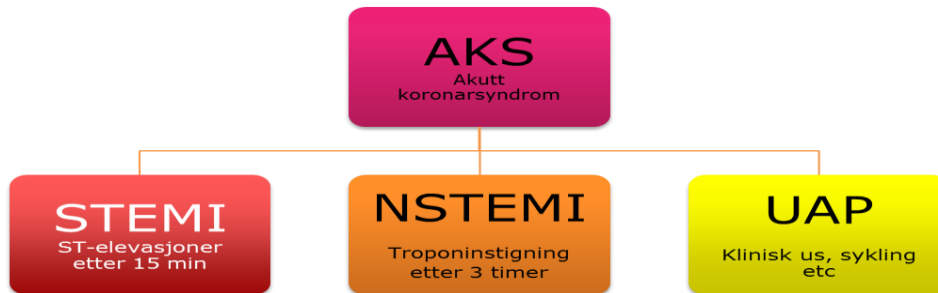 AKS
Akutt
koronarsyndrom
STEMI
ST-elevasjoner
etter 15 min
NSTEMI
Troponinstigning
etter 3 timer
UAP
Klinisk us, sykling
etc